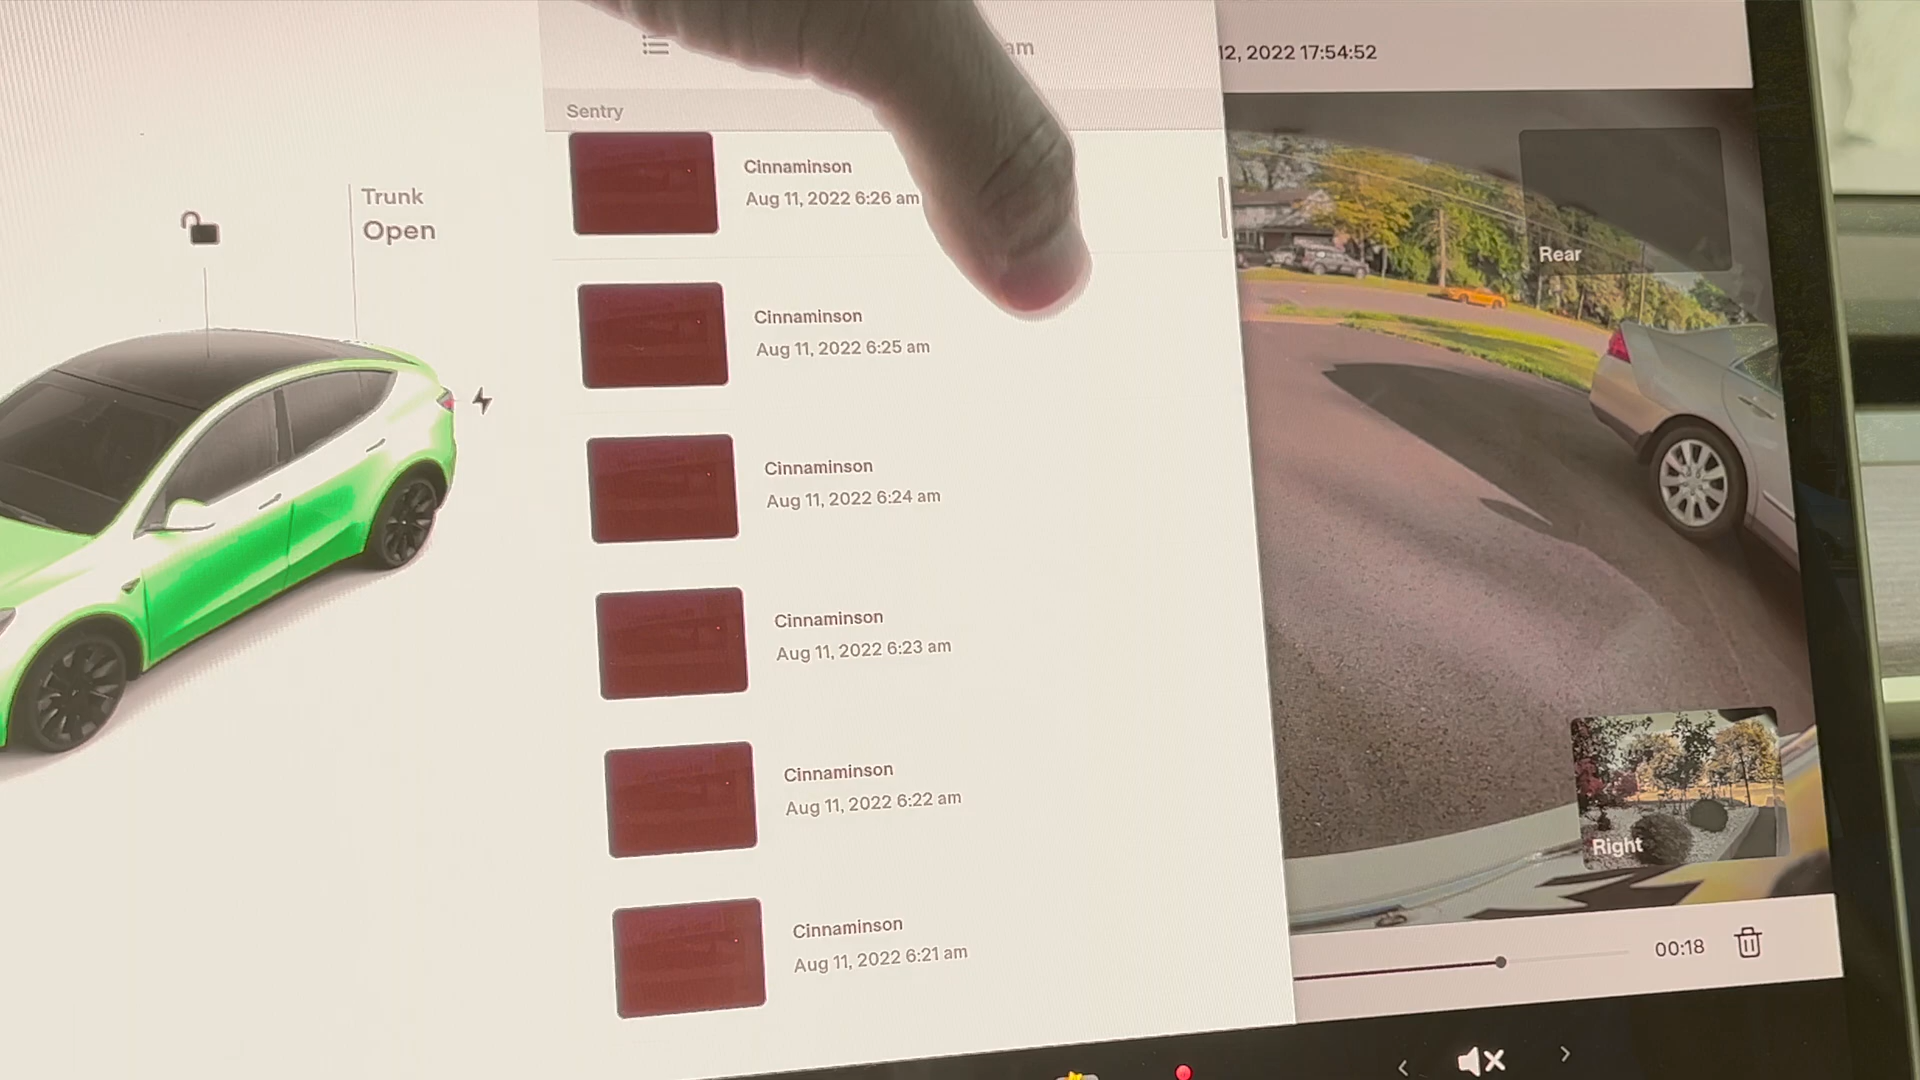 Trunk
Open
am
Sentry
Cinnaminson
Aug 11, 2022 6:26 am
Cinnaminson
Aug 11, 2022 6:25 am
Cinnaminson
Aug 11, 2022 6:24 am
Cinnaminson
Aug 11, 2022 6:23 am
Cinnaminson
Aug 11, 2022 6:22 am
Cinnaminson
Aug 11, 2022 6:21 am
12, 2022 17:54:52
Rear
Right
00:18